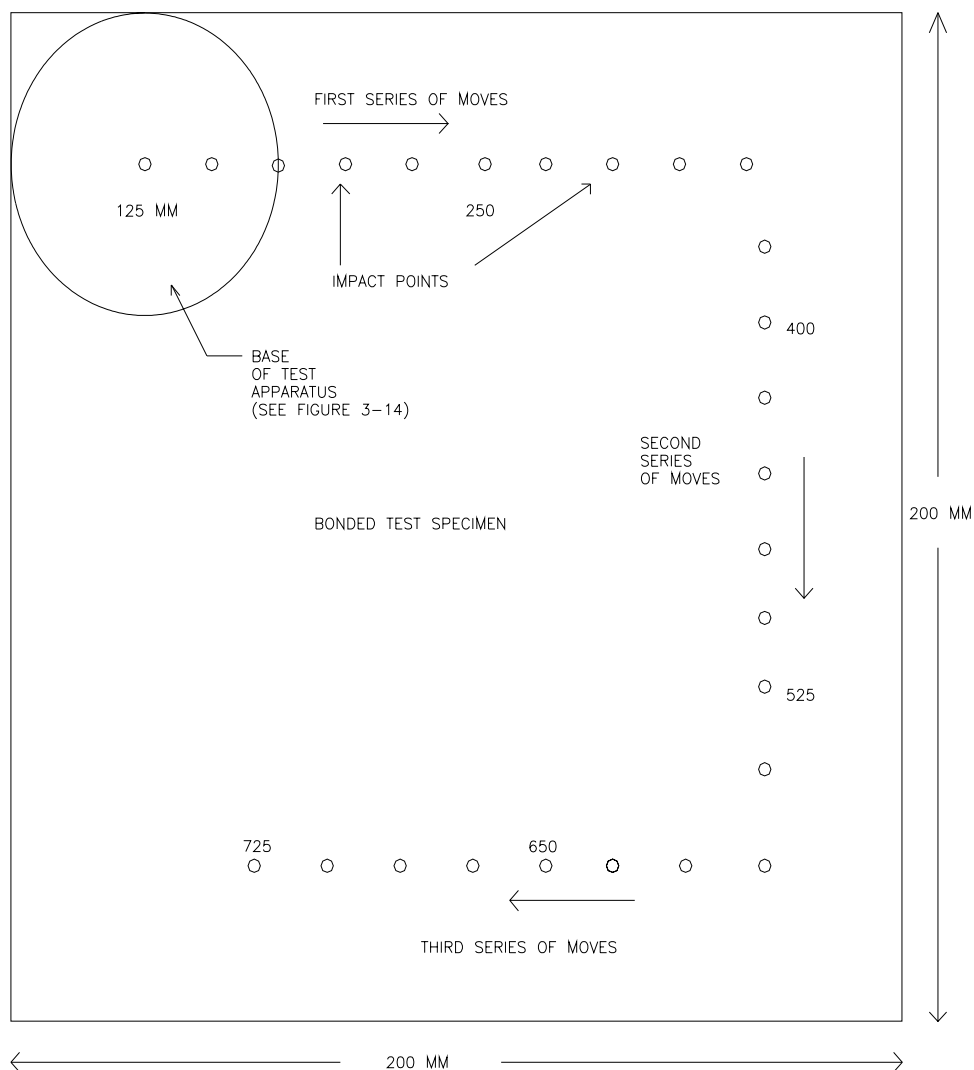 FIRST SERIES OF MOVES
125 MM
250
IMPACT POINTS
400
BASE
OF TEST
APPARATUS
(SEE FIGURE 3-14)
SECOND
SERIES
OF MOVES
200 MM
BONDED TEST SPECIMEN
525
725
650
THIRD SERIES OF MOVES
200 MM